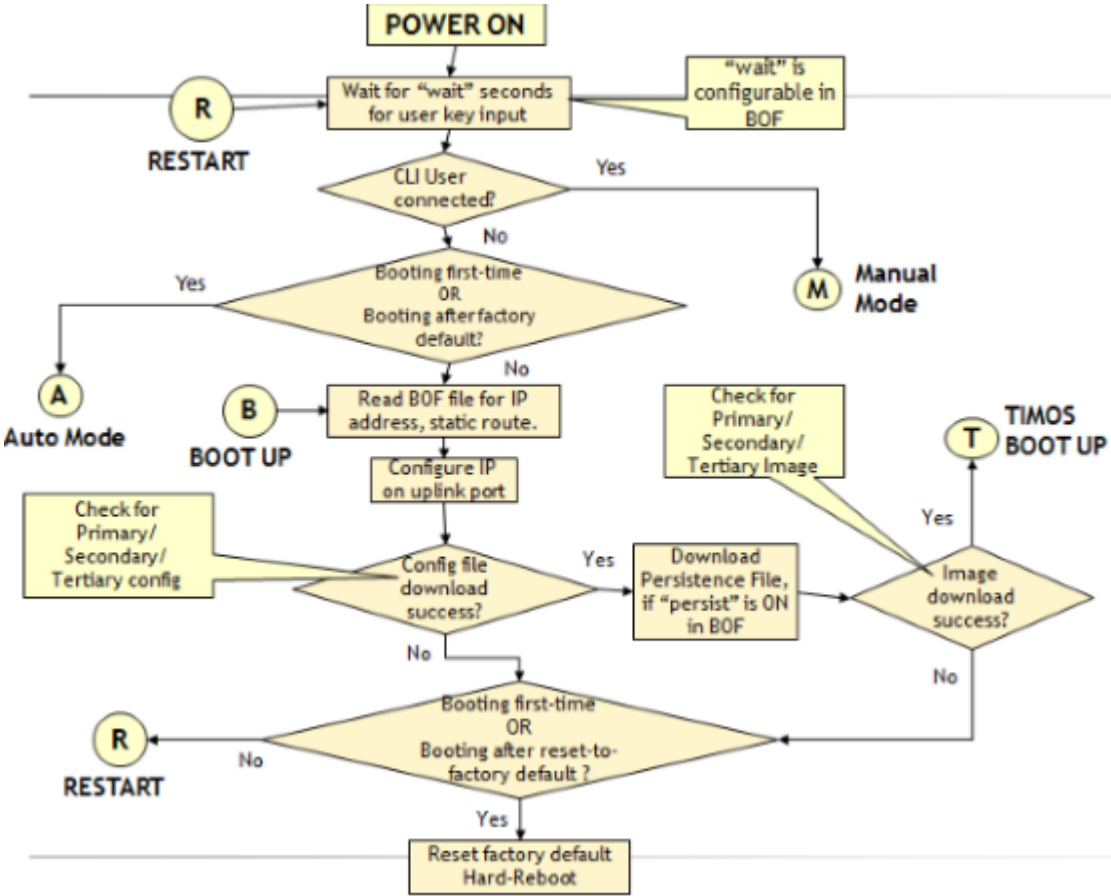 POWER ON
Wait for "wait" seconds
for user key input
"wait" is
configurable in
BOF
R
RESTART
CLI User
connected?
Yes
No
M
Manual
Mode
Booting first-time
OR
Booting after factory
default?
Yes
No
A
Auto Mode
B
BOOT UP
Read BOF file for IP
address, static route.
Configure IP
on uplink port
Check for
Primary/
Secondary/
Tertiary Image
T
TIMOS
BOOT UP
Check for
Primary/
Secondary/
Tertiary config
Config file
download
success?
Yes
No
Download
Persistence File,
if "persist" is ON
in BOF
Yes
Image
download
success?
No
Booting first-time
OR
Booting after reset-to-
factory default ?
No
R
RESTART
Yes
Reset factory default
Hard-Reboot